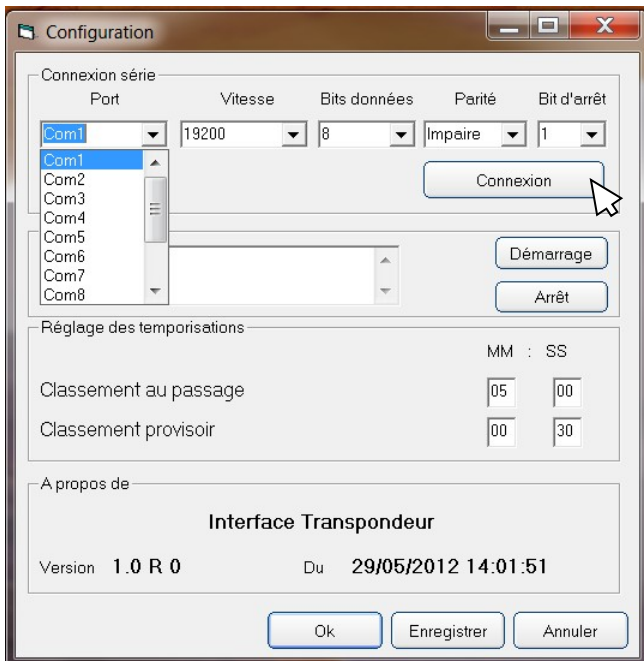 Configuration
Connexion série
Port Vitesse Bits données Parité Bit d'arrêt
Com1 19200 8 Impaire 1
Com1
Com2
Com3
Com4
Com5
Com6
Com7
Com8
Connexion
Démarrage
Arrêt
Réglage des temporisations
MM : SS
Classement au passage 05 00
Classement provisoir 00 30
A propos de
Interface Transpondeur
Version 1.0 R 0 Du 29/05/2012 14:01:51
Ok Enregistrer Annuler